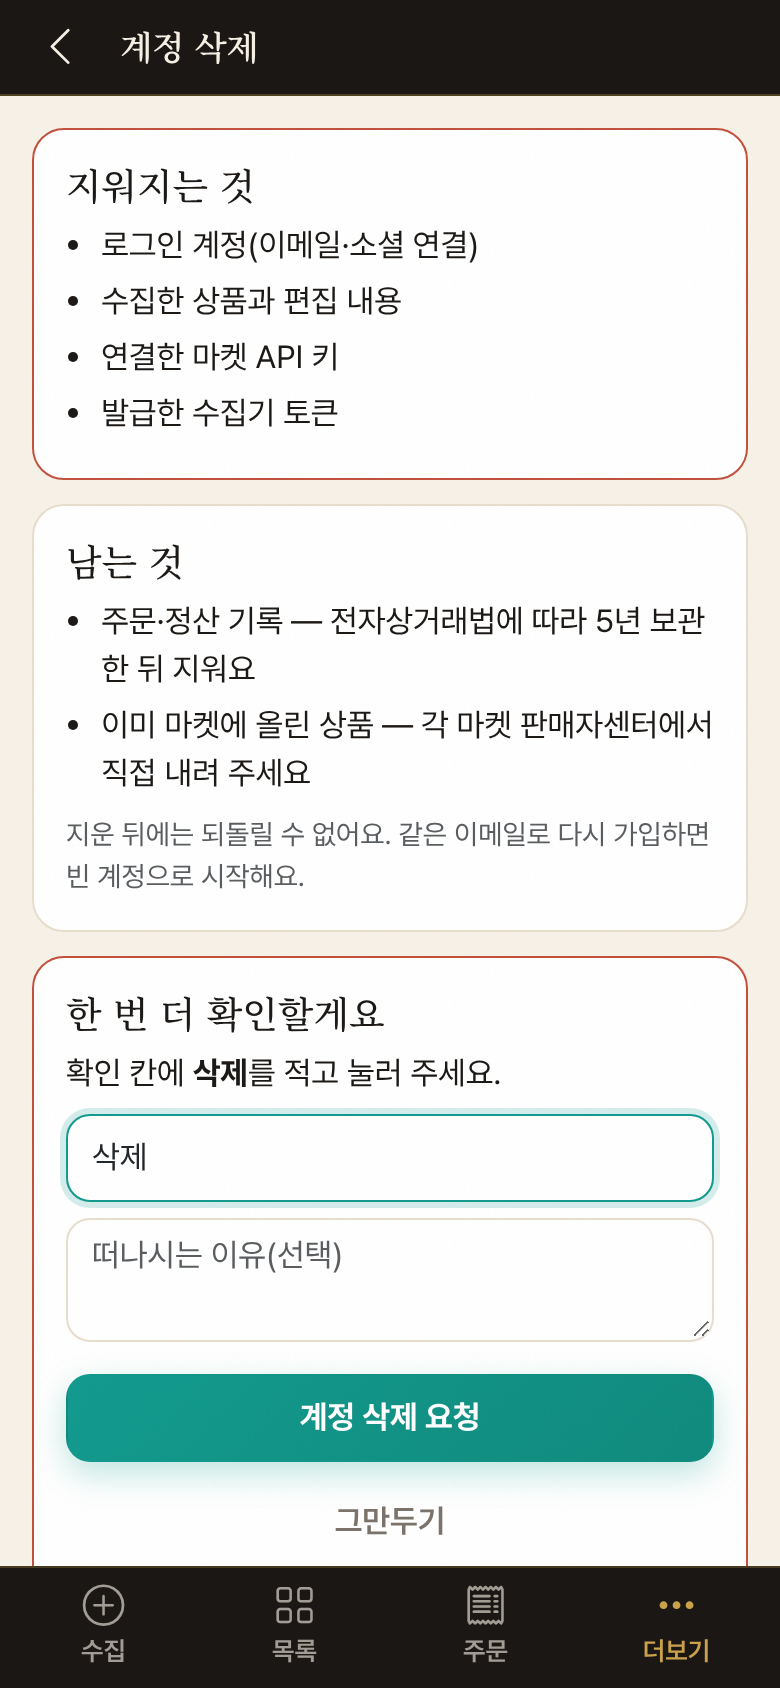 계정 삭제
지워지는 것
• 로그인 계정(이메일·소셜 연결)
• 수집한 상품과 편집 내용
• 연결한 마켓 API 키
• 발급한 수집기 토큰
남는 것
• 주문·정산 기록 — 전자상거래법에 따라 5년 보관
한 뒤 지워요
• 이미 마켓에 올린 상품 — 각 마켓 판매자센터에서
직접 내려 주세요
지운 뒤에는 되돌릴 수 없어요. 같은 이메일로 다시 가입하면
빈 계정으로 시작해요.
한 번 더 확인할게요
확인 칸에 삭제를 적고 눌러 주세요.
삭제
떠나시는 이유(선택)
계정 삭제 요청
그만두기
수집 목록 주문 더보기